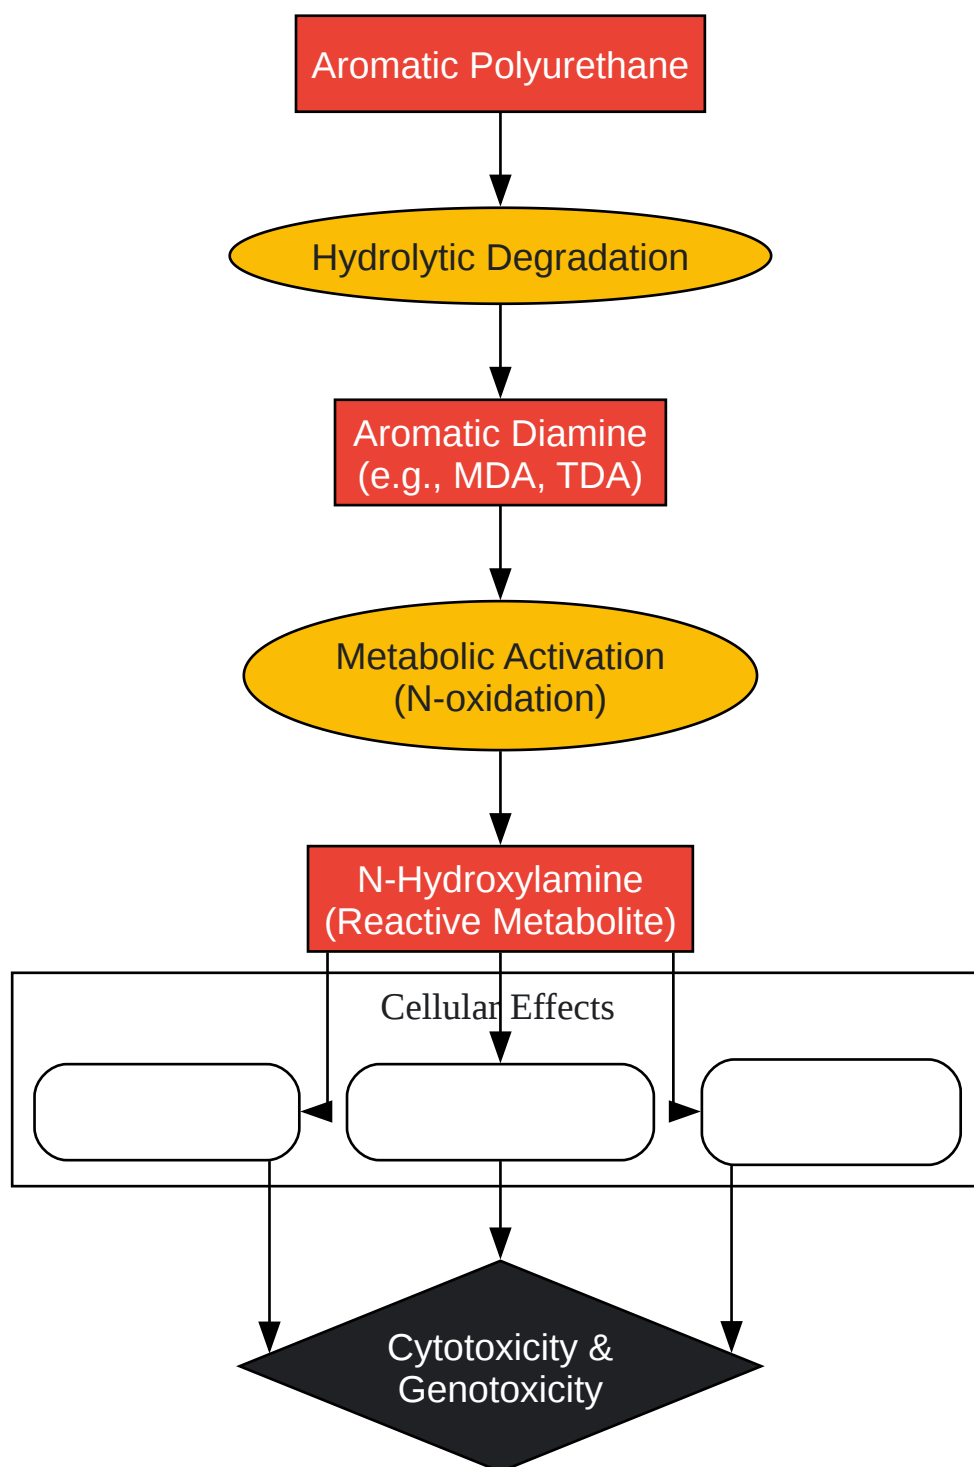 Aromatic Polyurethane
Hydrolytic Degradation
Aromatic Diamine
(e.g., MDA, TDA)
Metabolic Activation
(N-oxidation)
N-Hydroxylamine
(Reactive Metabolite)
Cellular Effects
Cytotoxicity &
Genotoxicity